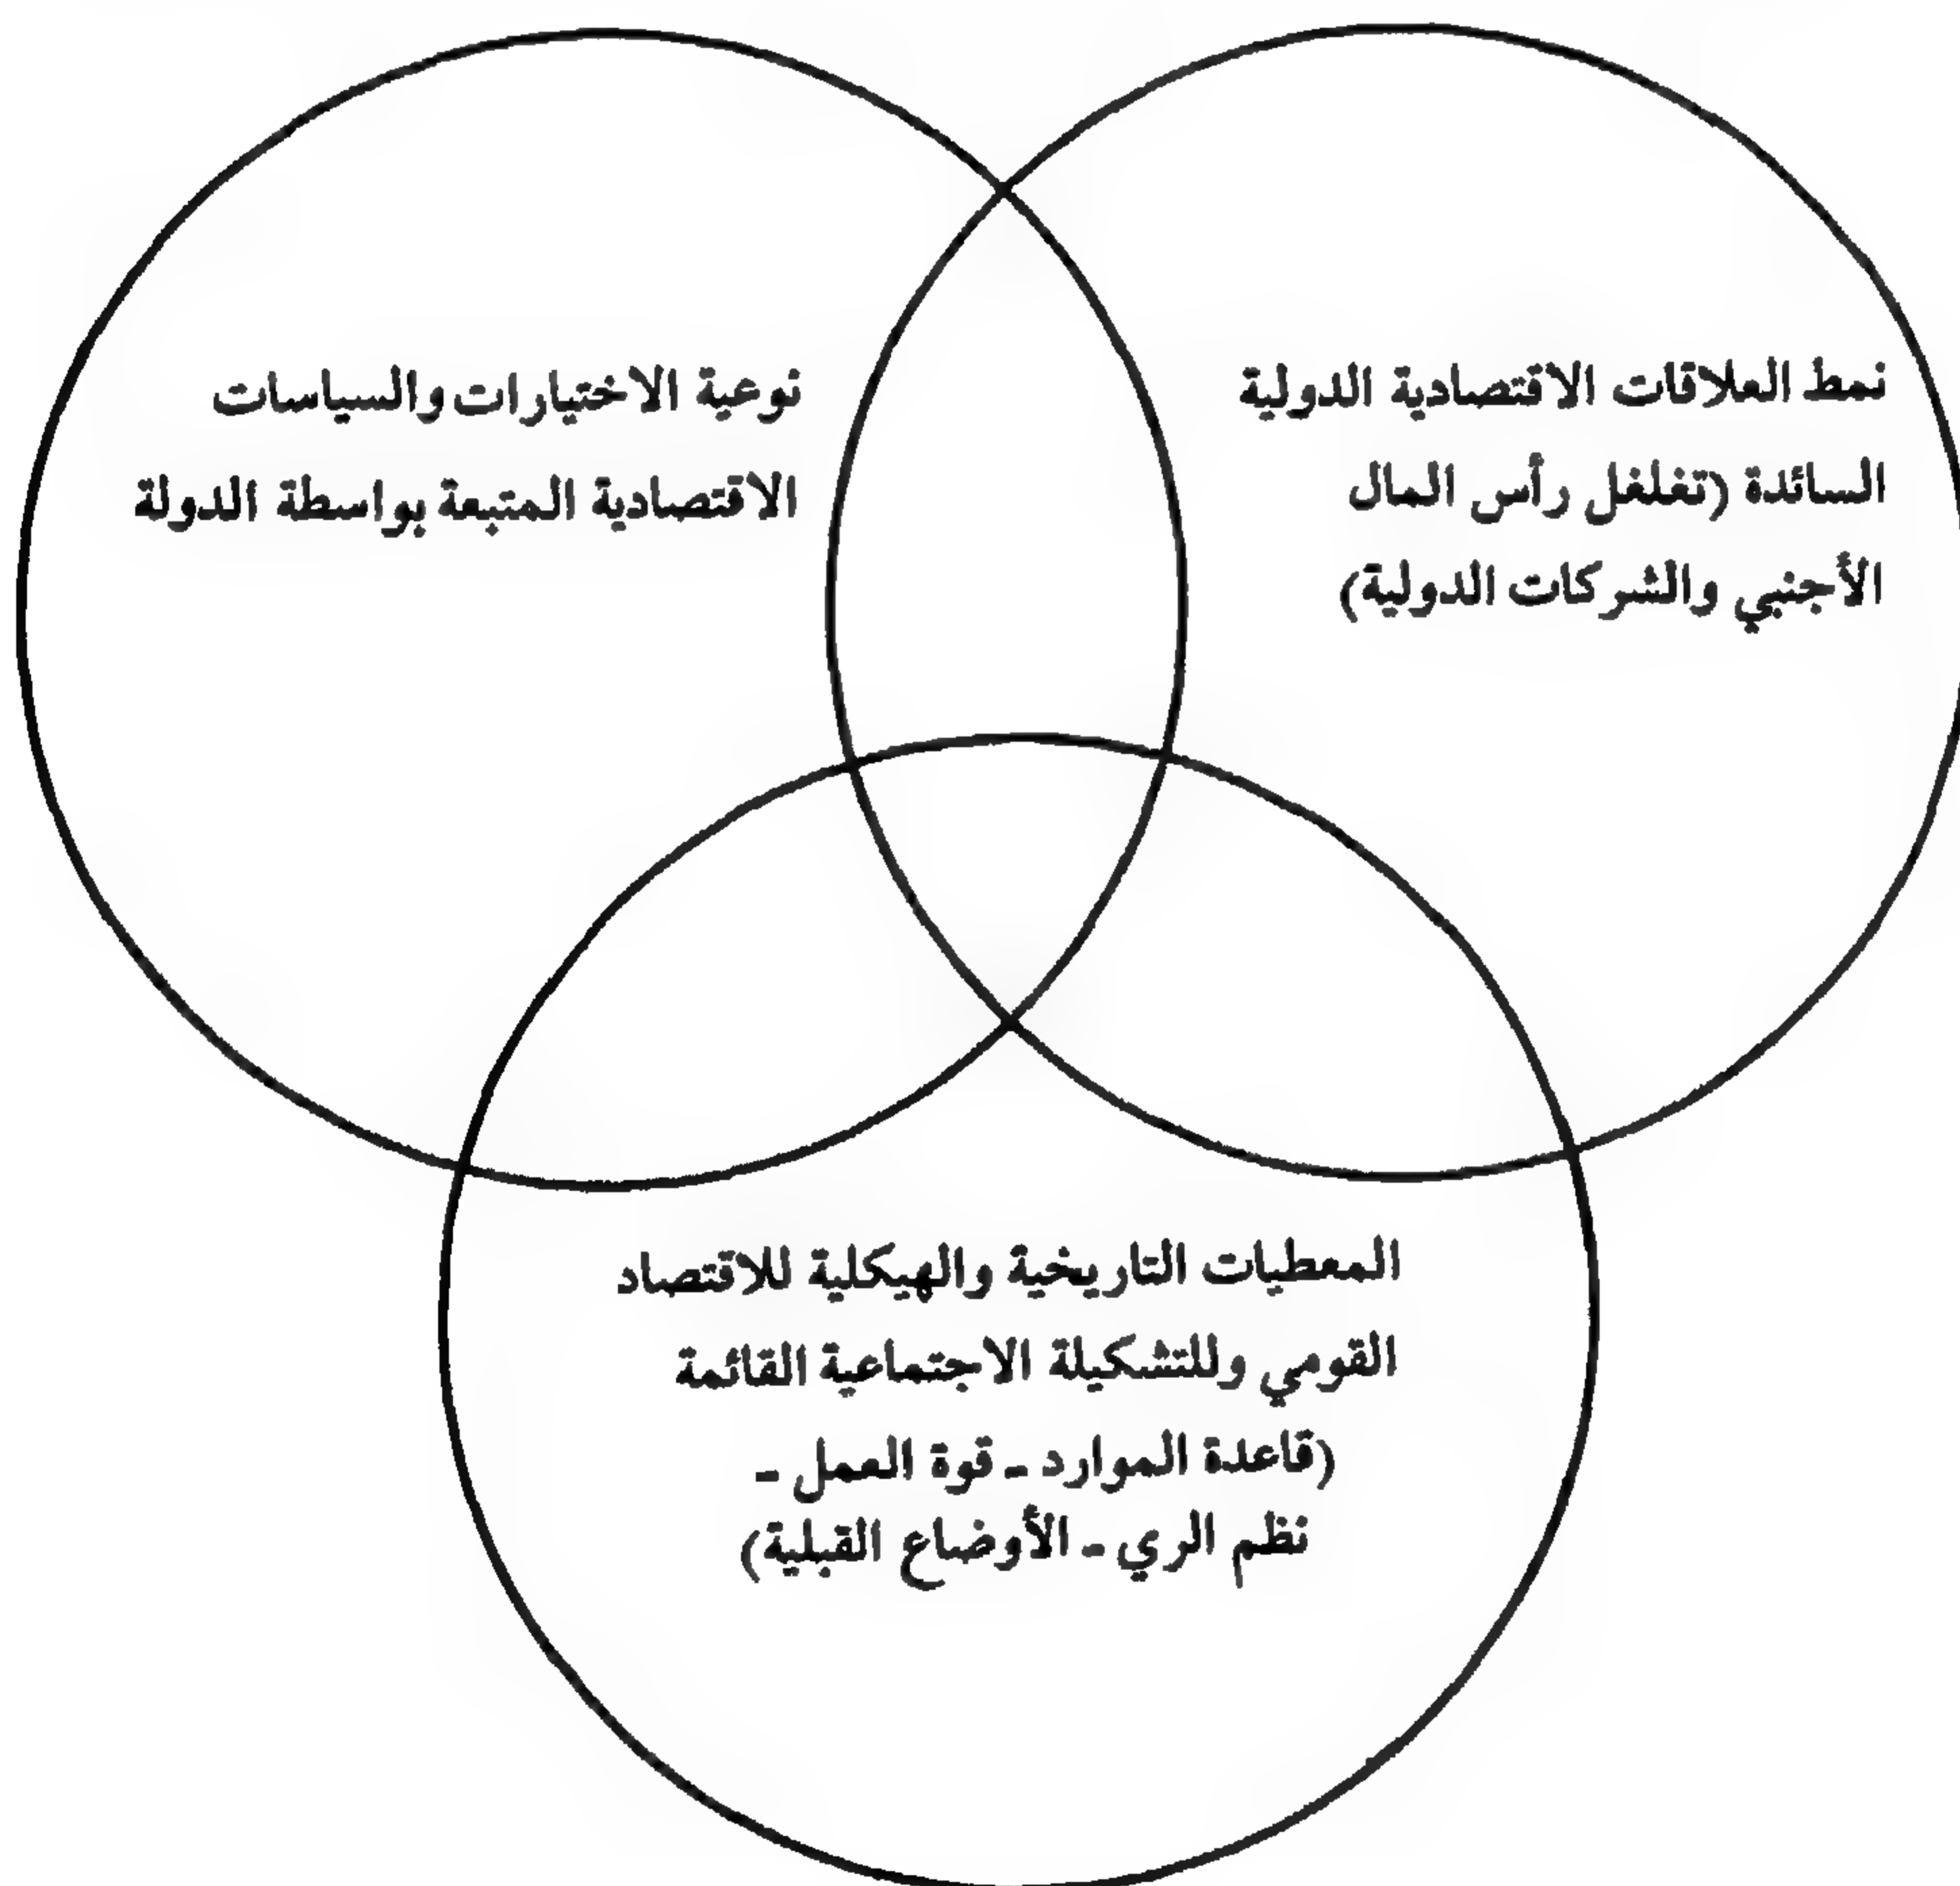 نمط العلاقات الاقتصادية الدولية
السائدة (تغلغل رأس المال
الأجنبي والشركات الدولية)
نوعية الاختيارات والسياسات
الاقتصادية المتبعة بواسطة الدولة
المعطيات التاريخية والهيكلية للاقتصاد
القومي وللتشكيلة الاجتماعية القائمة
(قاعدة الموارد - قوة العمل -
نظم الري - الأوضاع القبلية)